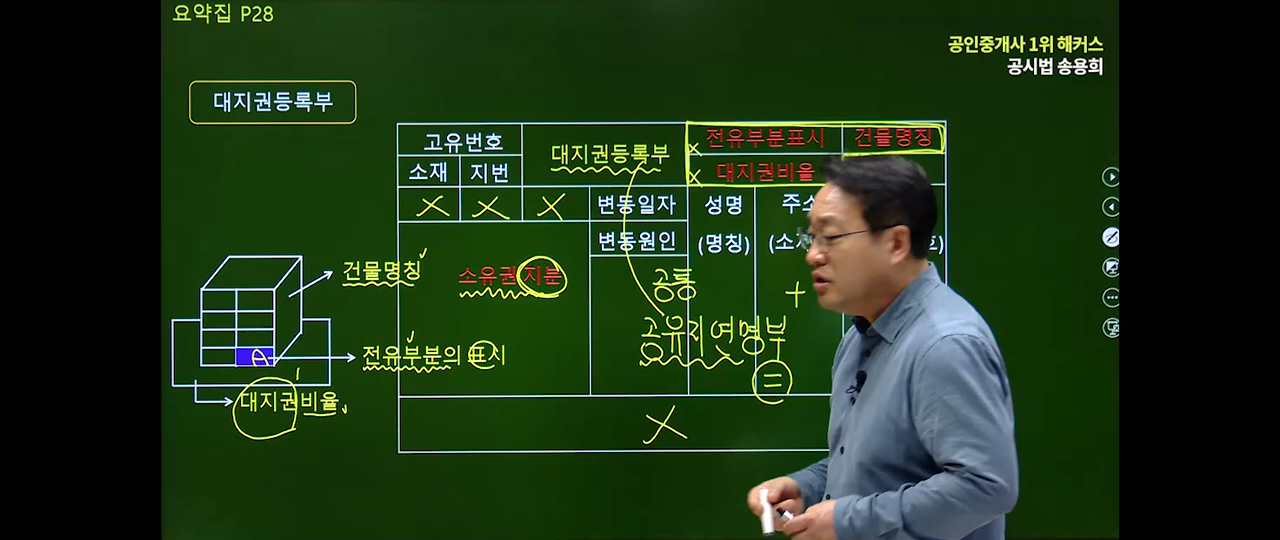 요약집 P28
공인중개사 1위 해커스
공시법 송용희
대지권등록부
고유번호
대지권등록부
전유부분표시
건물명칭
소재
지번
대지권비율
변동일자
성명
변동원인
(명칭)
소유권 지분
공통
+
공유지연명부
=
건물명칭
A
전유부분의 표시
대지권비율